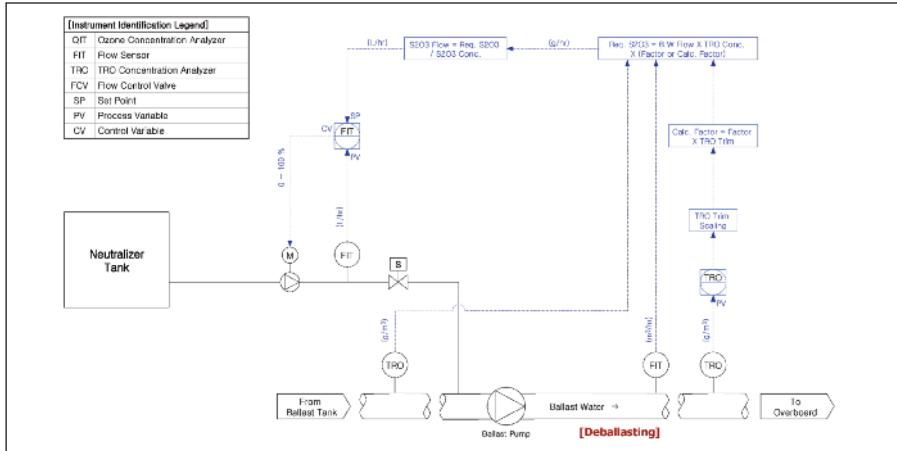 [Instrument Identification Legend]
QIT Ozone Concentration Analyzer
FIT Flow Sensor
TRO TRO Concentration Analyzer
FCV Flow Control Valve
SP Set Point
PV Process Variable
CV Control Variable
(L/hr)
S2O3 Flow = Req. S2O3
/ S2O3 Conc.
(g/hr)
Req. S2O3 = B.W Flow X TRO Conc.
X (Factor or Calc. Factor)
SP
CV
FIT
PV
Calc. Factor = Factor
X TRO Trim
0 ~ 100 %
(L/hr)
TRO Trim
Scaling
Neutralizer
Tank
M
FIT
S
TRO
PV
(g/m³)
(m³/hr)
(g/m³)
TRO
FIT
TRO
From
Ballast Tank
Ballast Water →
To
Overboard
Ballast Pump
[Deballasting]